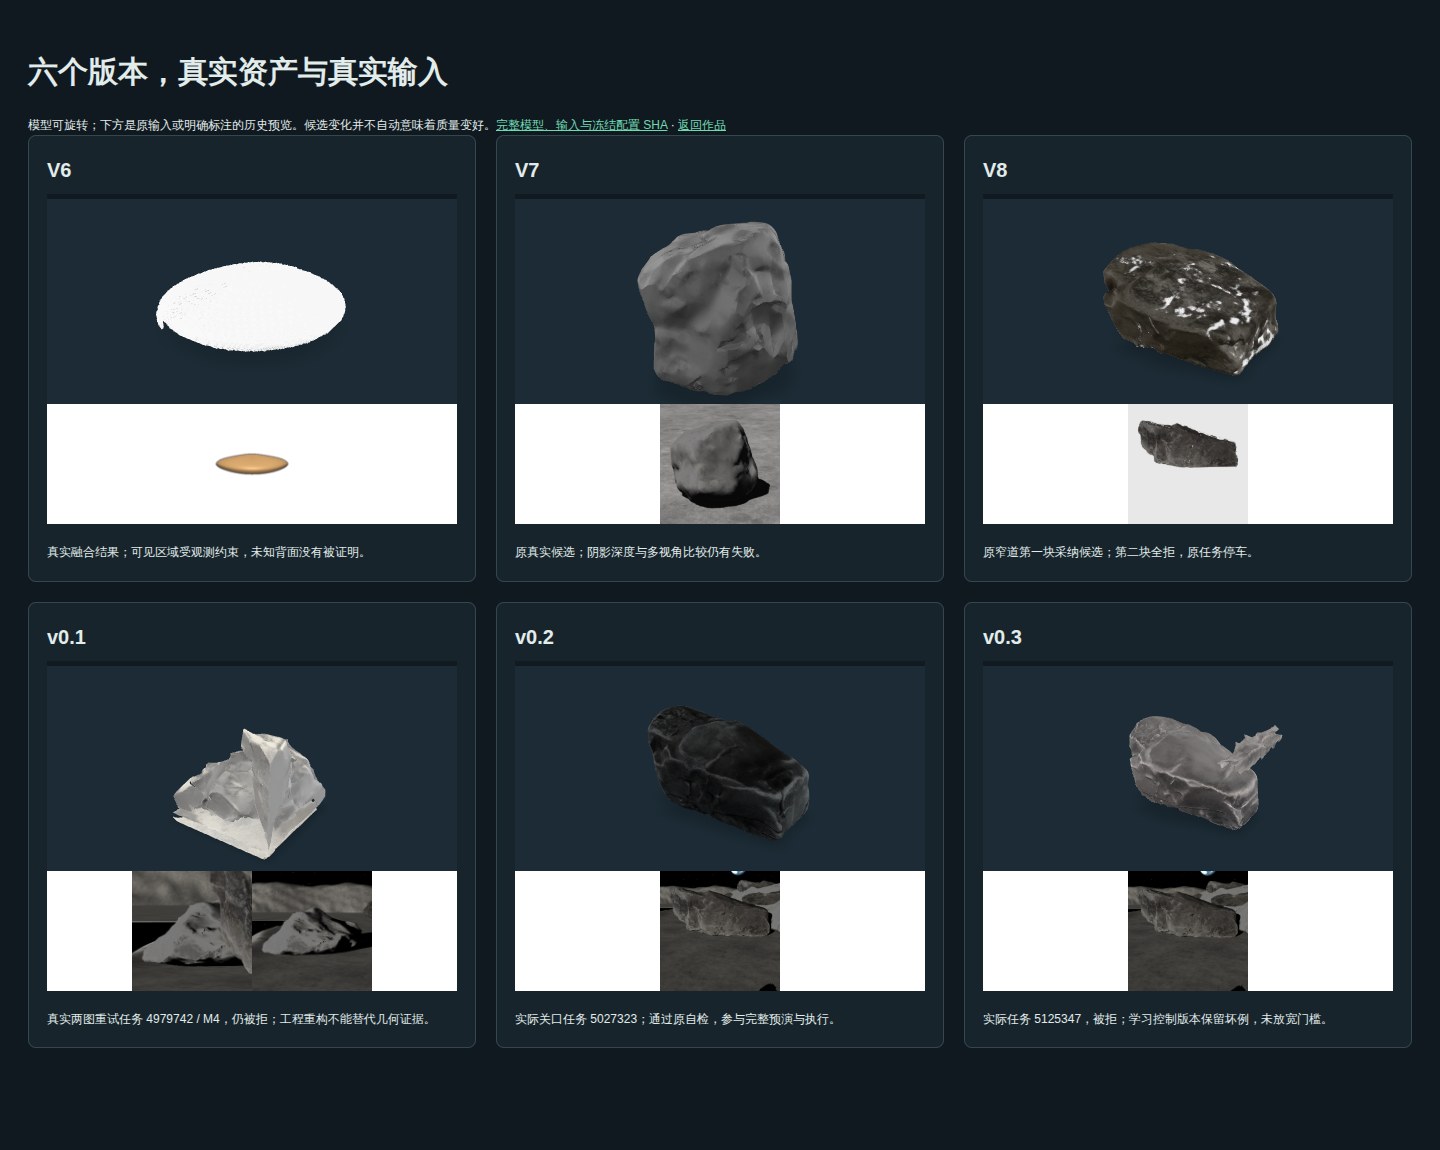 六个版本，真实资产与真实输入
模型可旋转；下方是原输入或明确标注的历史预览。候选变化并不自动意味着质量变好。完整模型、输入与冻结配置 SHA · 返回作品
V6
真实融合结果；可见区域受观测约束，未知背面没有被证明。
V7
原真实候选；阴影深度与多视角比较仍有失败。
V8
原窄道第一块采纳候选；第二块全拒，原任务停车。
v0.1
真实两图重试任务 4979742 / M4，仍被拒；工程重构不能替代几何证据。
v0.2
实际关口任务 5027323；通过原自检，参与完整预演与执行。
v0.3
实际任务 5125347，被拒；学习控制版本保留坏例，未放宽门槛。